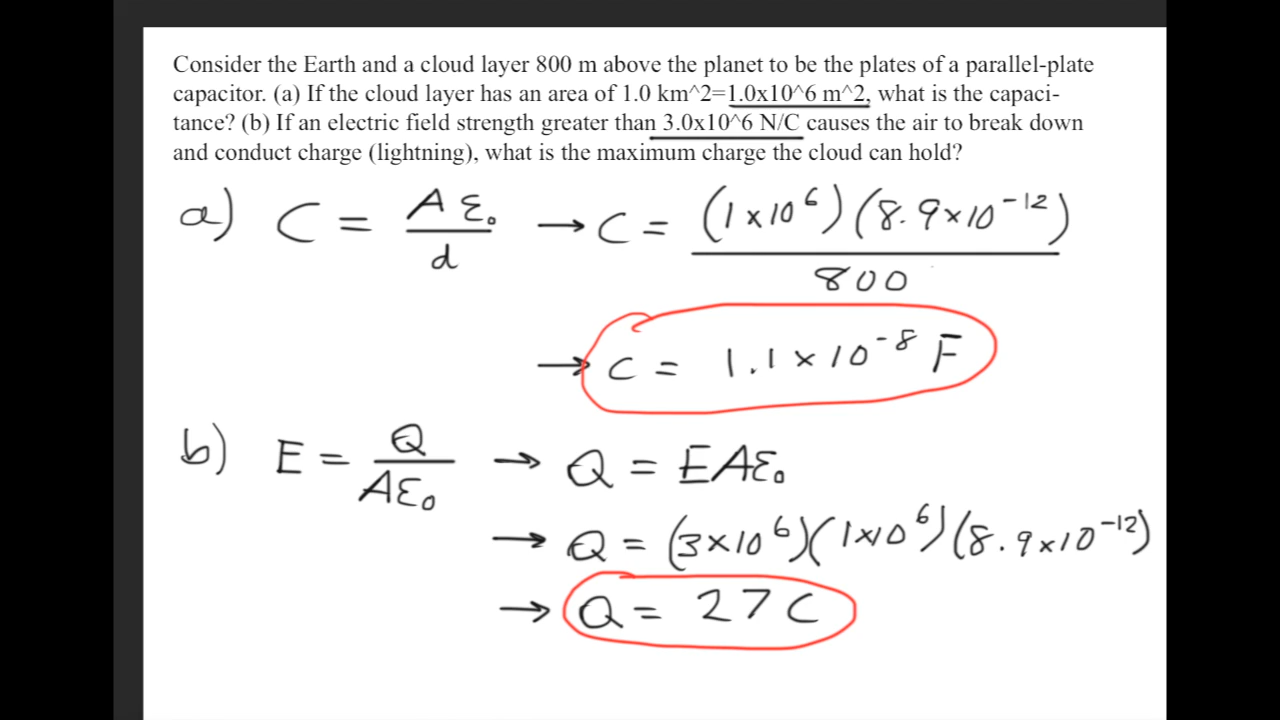 Consider the Earth and a cloud layer 800 m above the planet to be the plates of a parallel-plate
capacitor. (a) If the cloud layer has an area of 1.0 km^2=1.0x10^6 m^2, what is the capaci-
tance? (b) If an electric field strength greater than 3.0x10^6 N/C causes the air to break down
and conduct charge (lightning), what is the maximum charge the cloud can hold?
a) C = Aε₀/d → C = (1×10⁶)(8.9×10⁻¹²)/800
→ C = 1.1×10⁻⁸ F
b) E = Q/Aε₀ → Q = EAε₀
→ Q = (3×10⁶)(1×10⁶)(8.9×10⁻¹²)
→ Q = 27 C